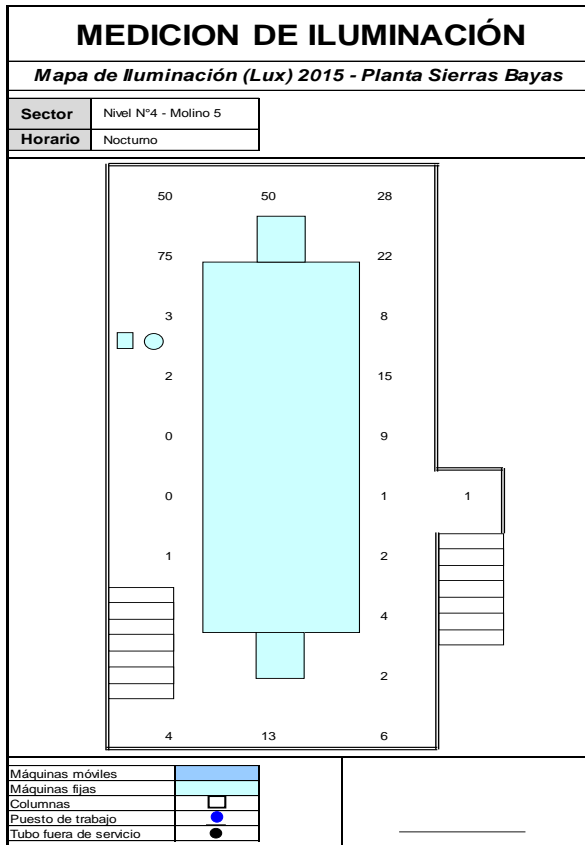 MEDICION DE ILUMINACIÓN
Mapa de Iluminación (Lux) 2015 - Planta Sierras Bayas
Sector Nivel N°4 - Molino 5
Horario Nocturno
50 50 28
75 22
3 8
2 15
0 9
0 1 1
1 2
4
2
4 13 6
Máquinas móviles
Máquinas fijas
Columnas
Puesto de trabajo
Tubo fuera de servicio